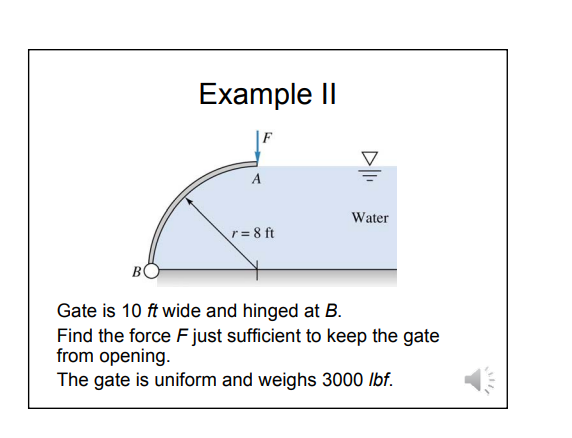 Example II
F
A
Water
r = 8 ft
B
Gate is 10 ft wide and hinged at B.
Find the force F just sufficient to keep the gate
from opening.
The gate is uniform and weighs 3000 lbf.